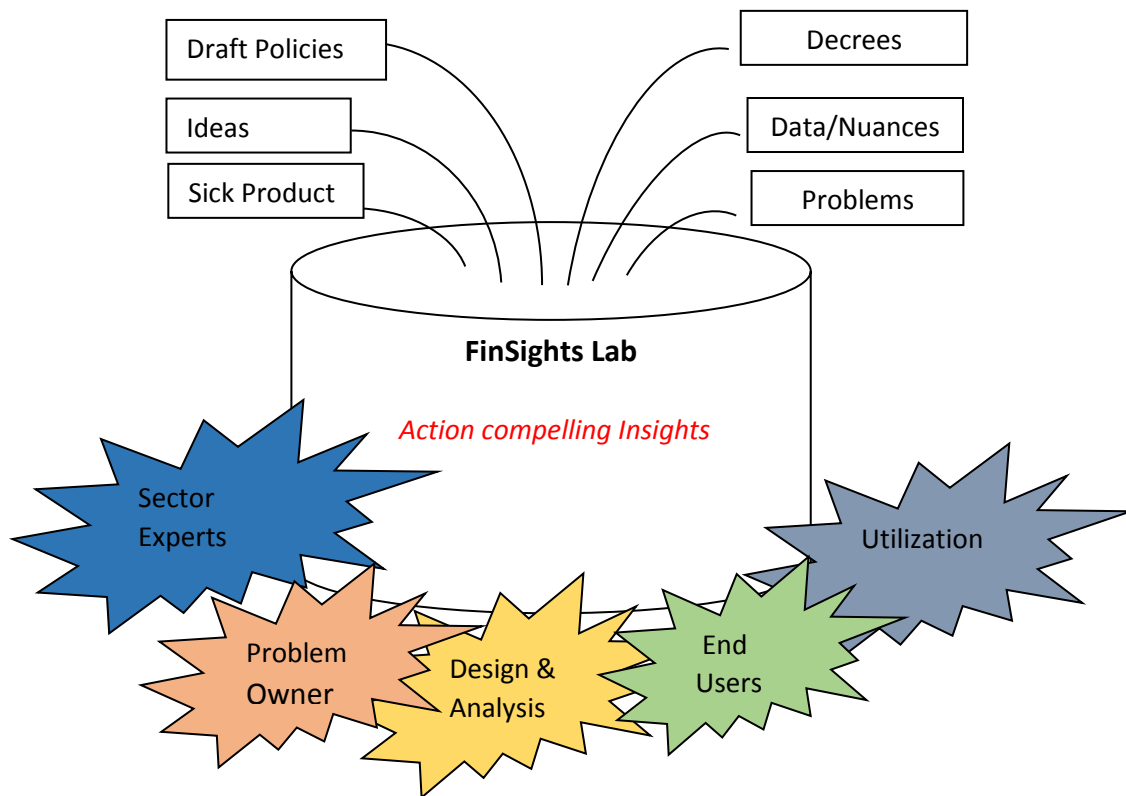 Draft Policies
Decrees
Ideas
Data/Nuances
Sick Product
Problems
FinSights Lab
Action compelling Insights
Sector
Experts
Utilization
Problem
Owner
Design &
Analysis
End
Users